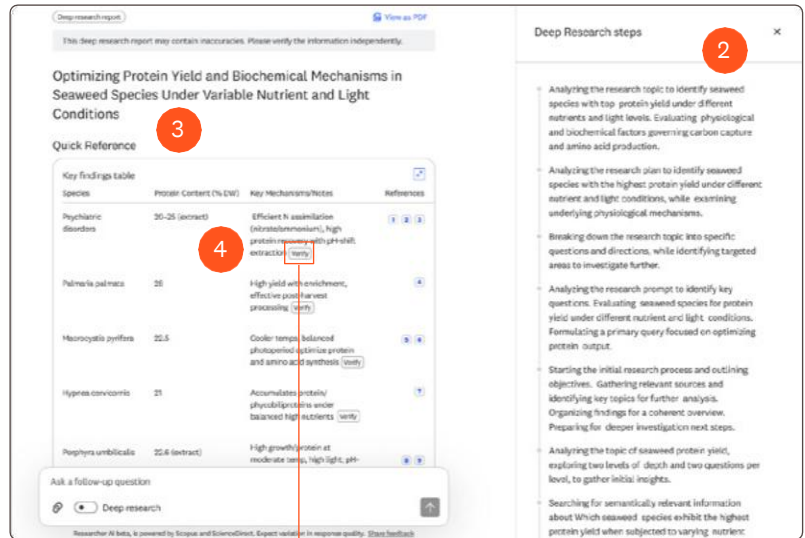 Deep research report
View as PDF
This deep research report may contain inaccuracies. Please verify the information independently.
Optimizing Protein Yield and Biochemical Mechanisms in
Seaweed Species Under Variable Nutrient and Light
Conditions
3
Quick Reference
Key findings table
Species Protein Content (% DW) Key Mechanisms/Notes References
Psychiatric disorders 20-25 (extract) Efficient N assimilation 1 2 3
(nitrate/ammonium), high
protein recovery with pH-shift
extraction Verify
4
Palmaria palmata 25 High yield with enrichment, 4
effective post-harvest
processing Verify
Macrocystis pyrifera 22.5 Cooler temps, balanced 5 6
photoperiod optimize protein
and amino acid synthesis Verify
Hypnea cervicornis 21 Accumulates protein/ 7
phycobiliproteins under
balanced high nutrients Verify
Porphyra umbilicalis 22.6 (extract) High growth/protein at
moderate temp, high light, pH- 8 9
Ask a follow-up question
Deep research
Researcher AI beta, is powered by Scopus and ScienceDirect. Expect variation in response quality. Share feedback
Deep Research steps
2
Analyzing the research topic to identify seaweed
species with top protein yield under different
nutrients and light levels. Evaluating physiological
and biochemical factors governing carbon capture
and amino acid production.
Analyzing the research plan to identify seaweed
species with the highest protein yield under different
nutrient and light conditions, while examining
underlying physiological mechanisms.
Breaking down the research topic into specific
questions and directions, while identifying targeted
areas to investigate further.
Analyzing the research prompt to identify key
questions. Evaluating seaweed species for protein
yield under different nutrient and light conditions.
Formulating a primary query focused on optimizing
protein output.
Starting the initial research process and outlining
objectives. Gathering relevant sources and
identifying key topics for further analysis.
Organizing findings for a coherent overview.
Preparing for deeper investigation next steps.
Analyzing the topic of seaweed protein yield,
exploring two levels of depth and two questions per
level, to gather initial insights.
Searching for semantically relevant information
about Which seaweed species exhibit the highest
protein yield when subjected to varying nutrient